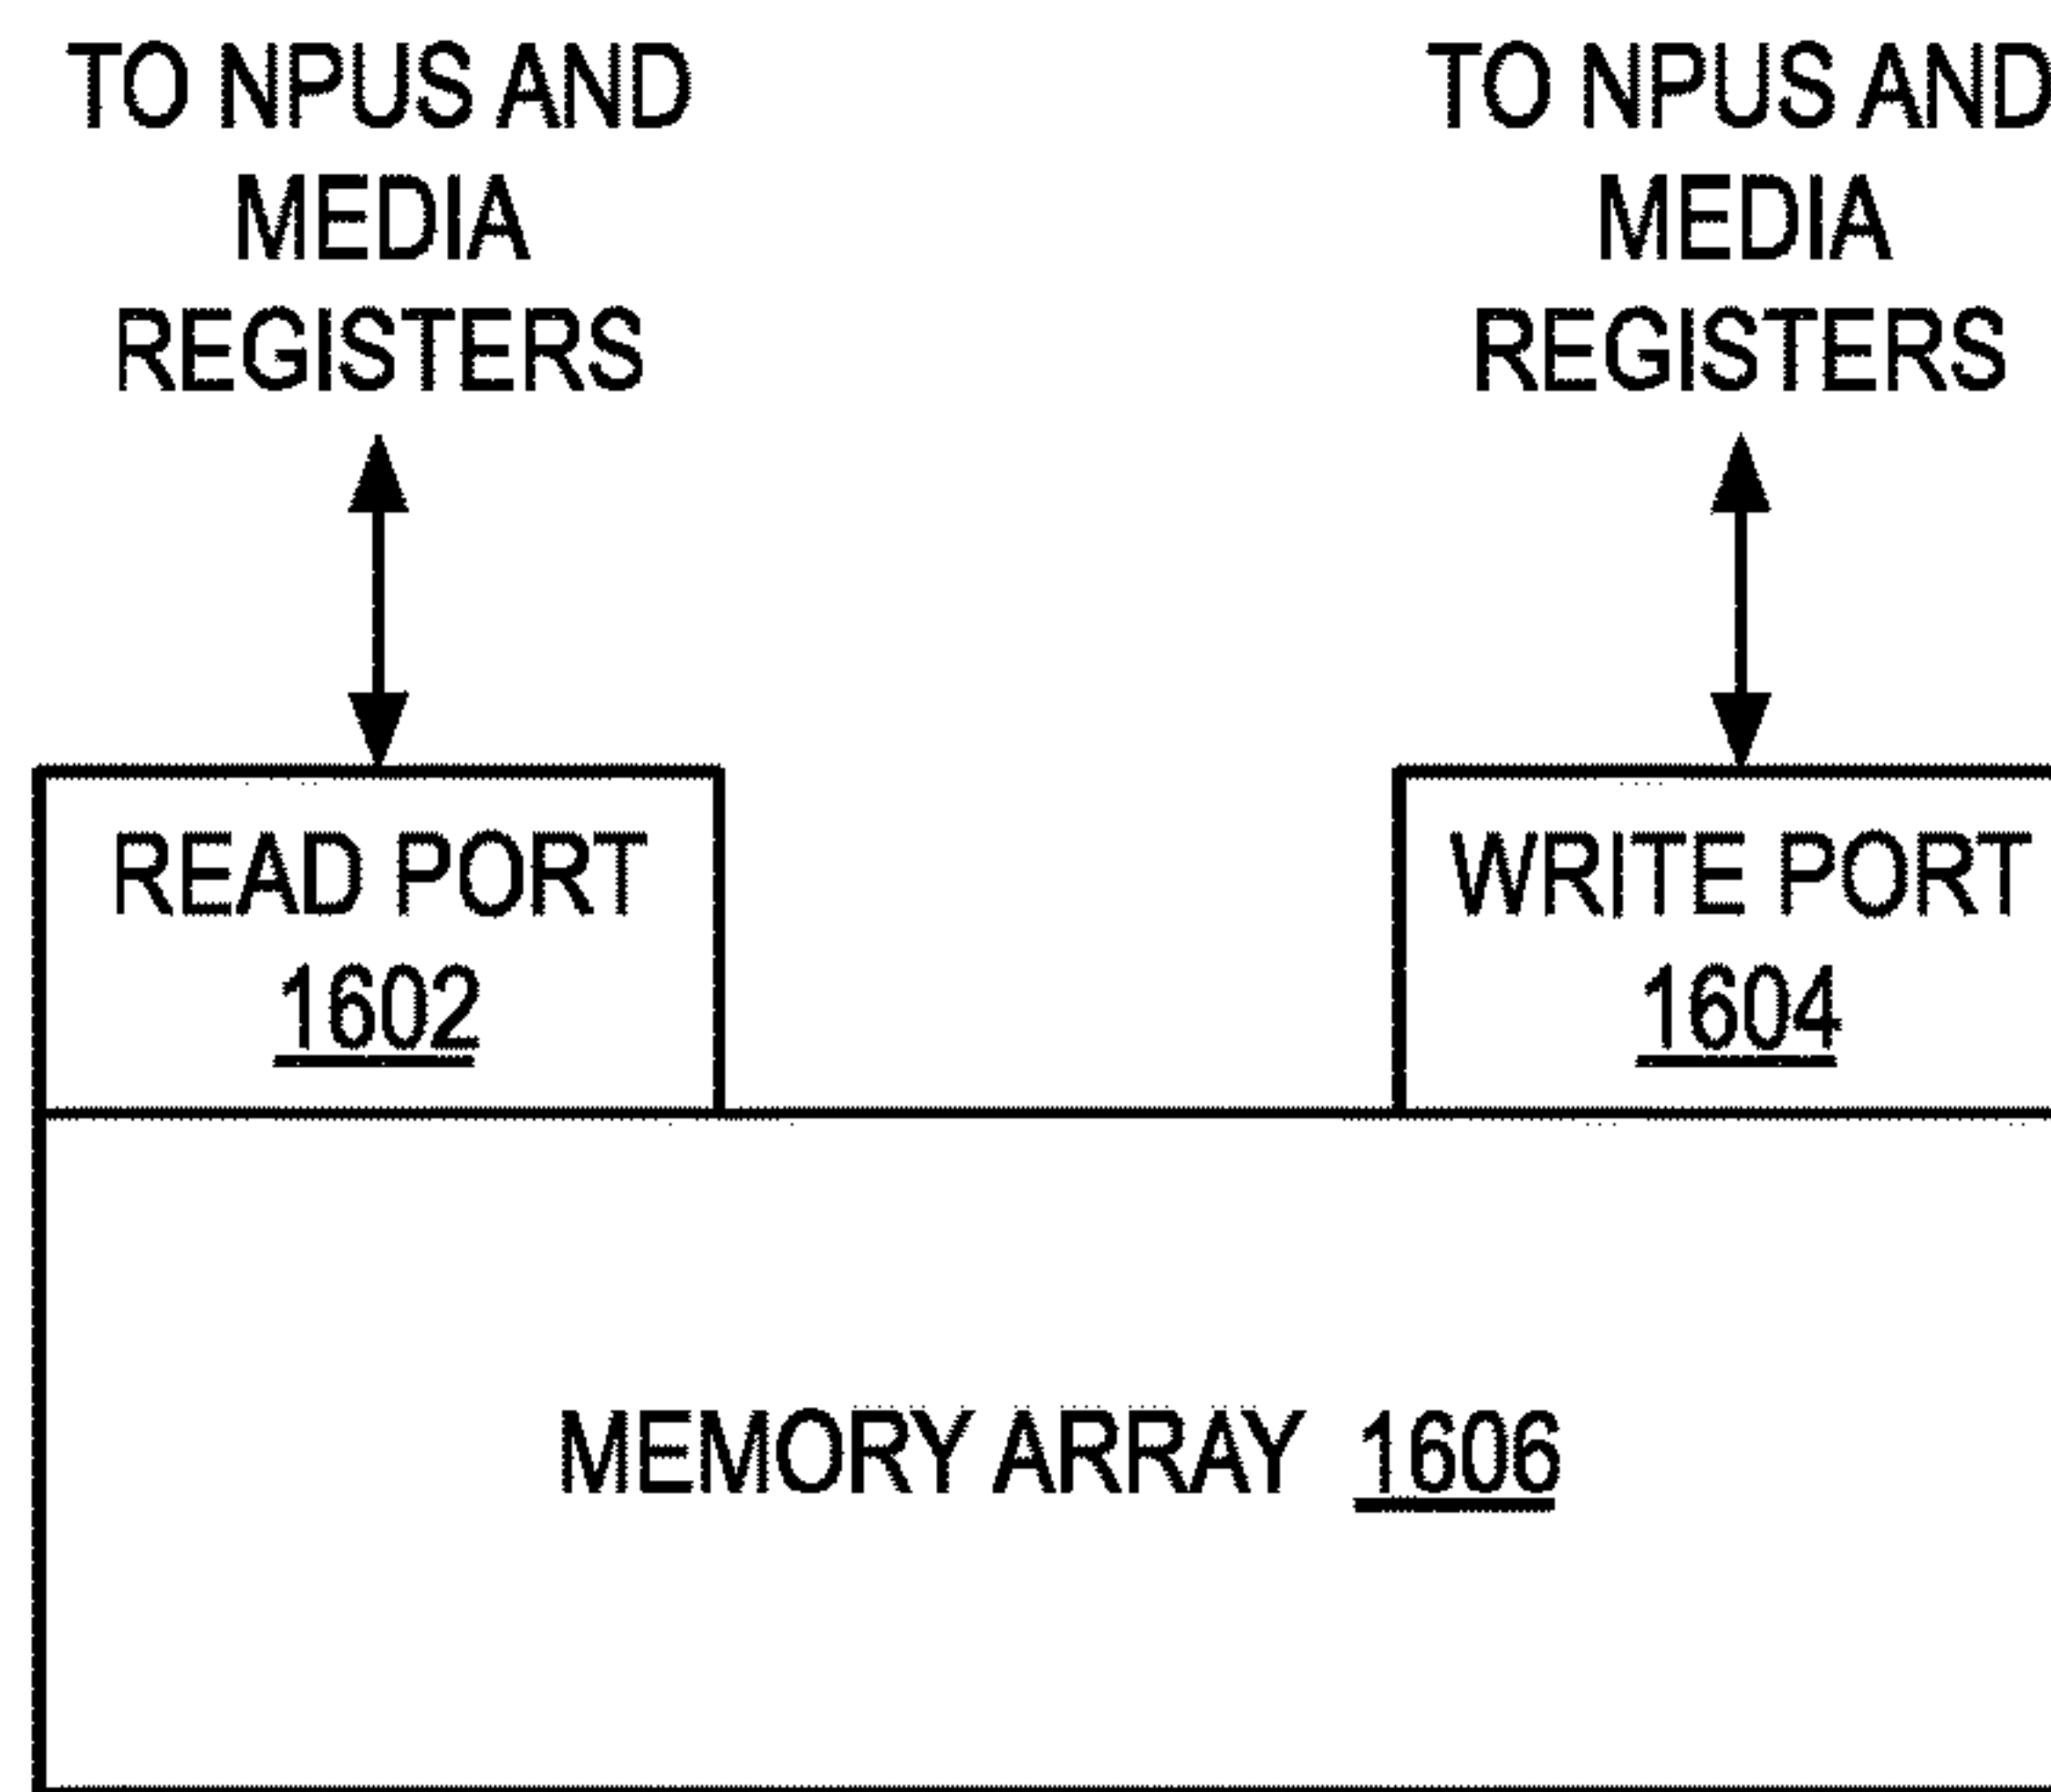 TO NPUS AND
MEDIA
REGISTERS
TO NPUS AND
MEDIA
REGISTERS
READ PORT
1602
WRITE PORT
1604
MEMORY ARRAY 1606